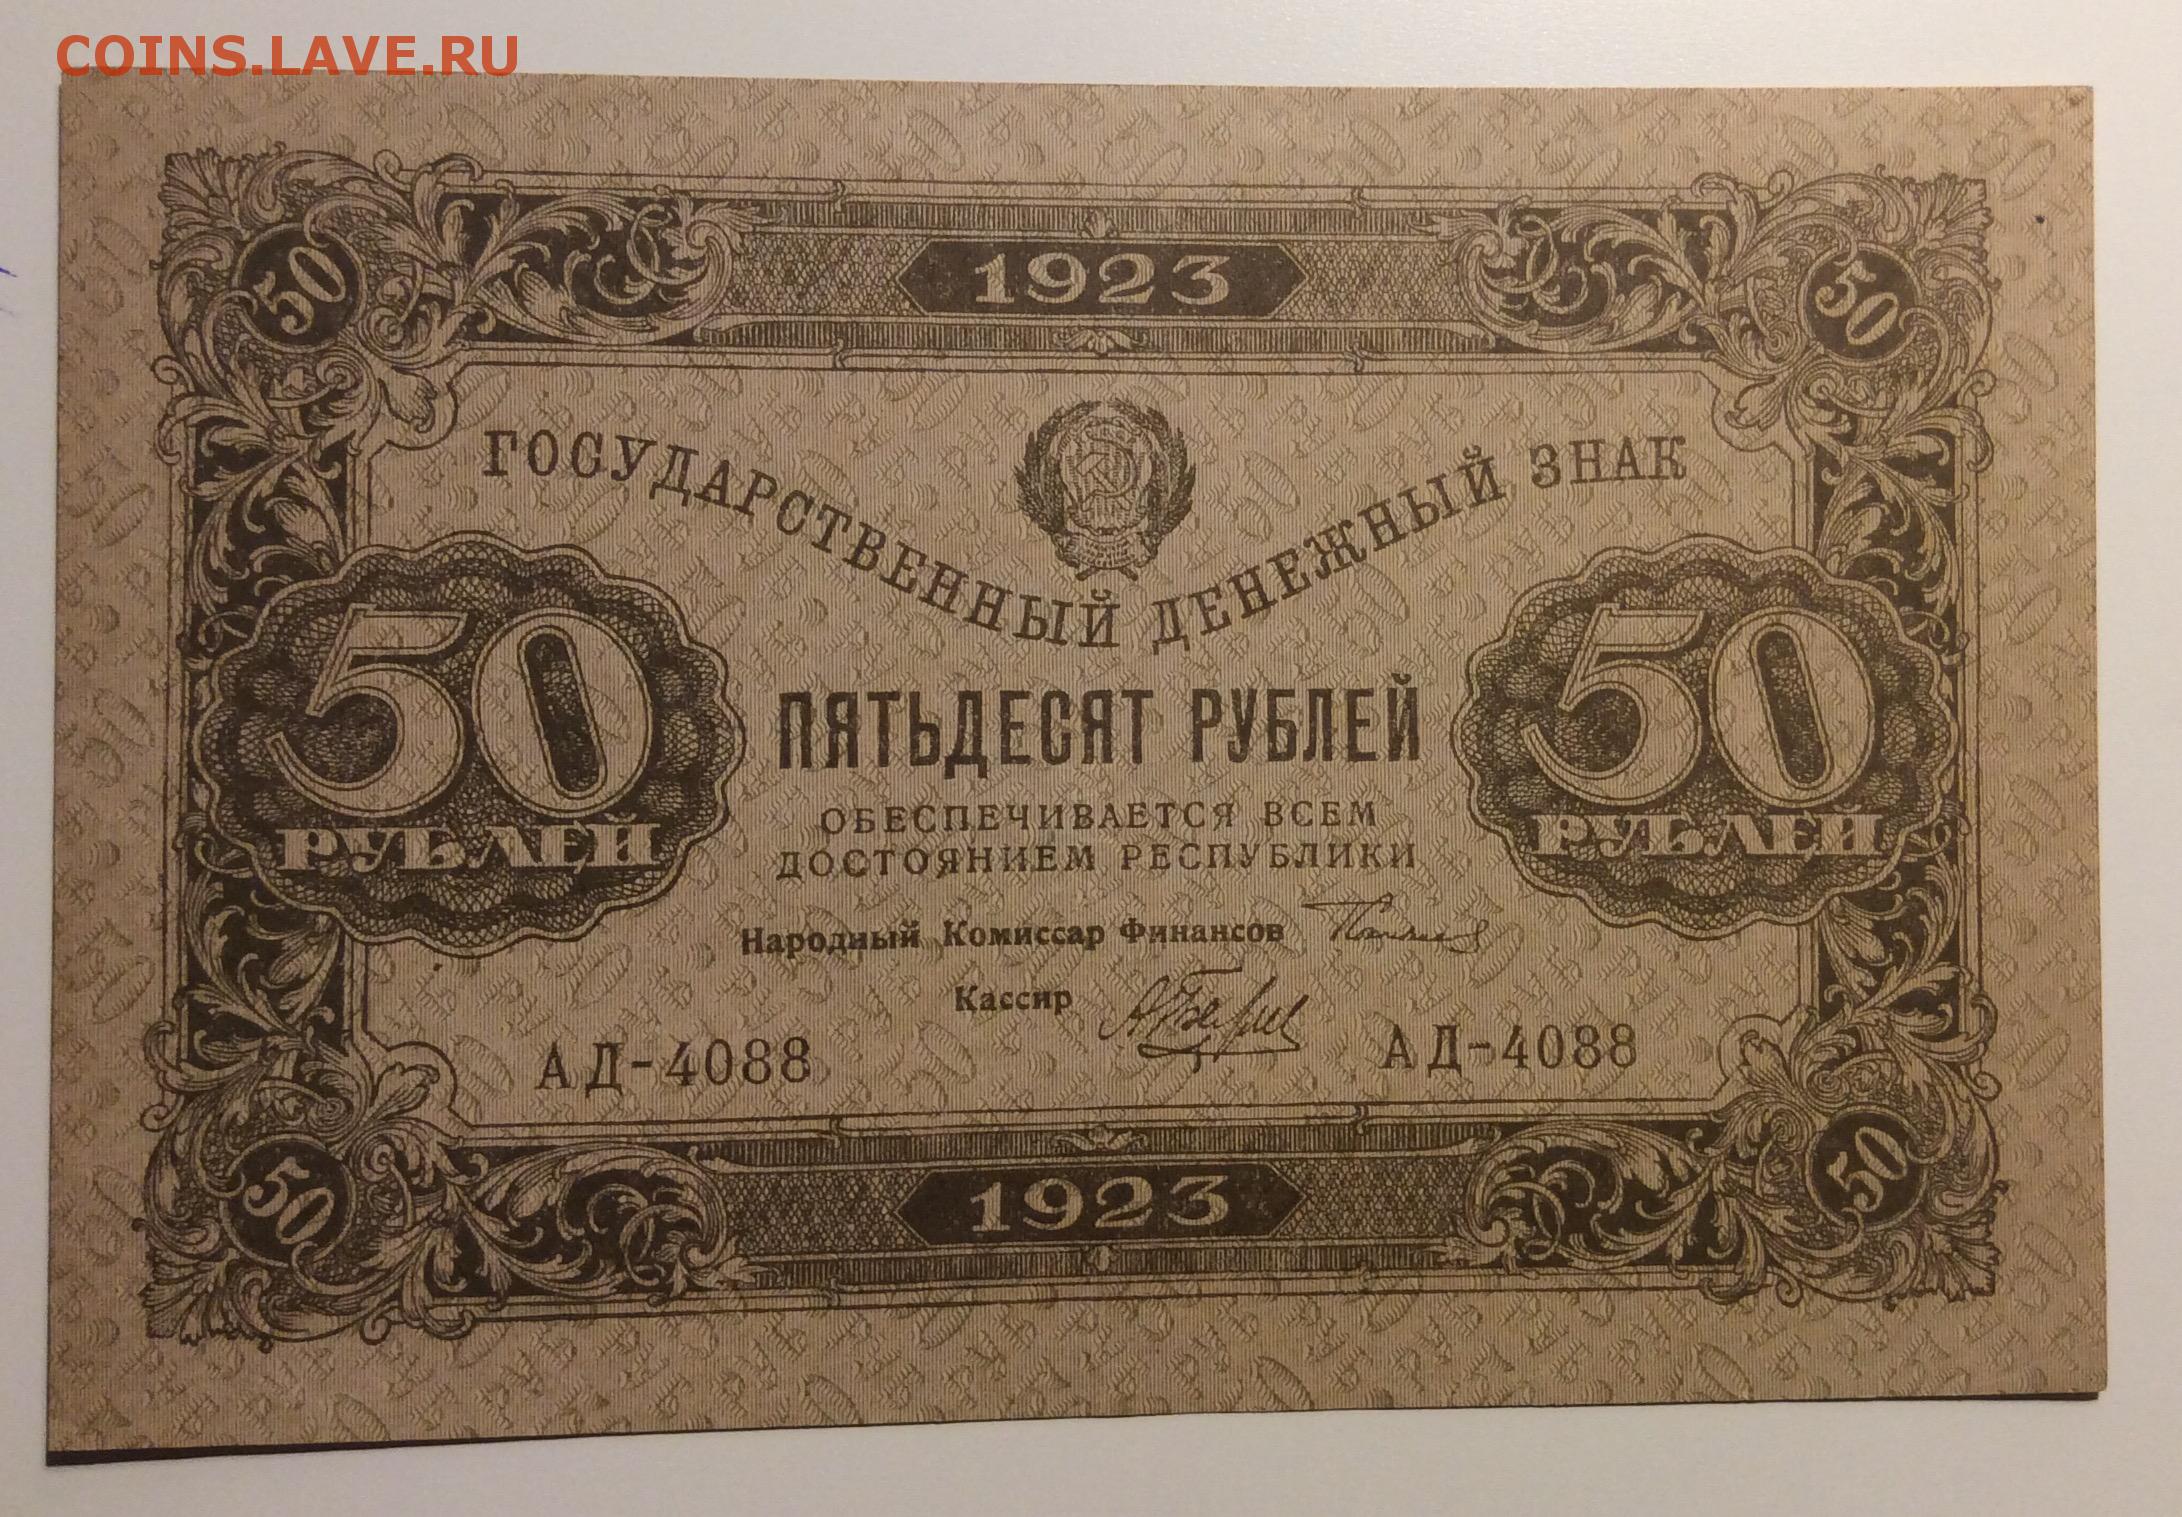 COINS.LAVE.RU
1923
50 50
ГОСУДАРСТВЕННЫЙ ДЕНЕЖНЫЙ ЗНАК
50 РУБЛЕЙ
ПЯТЬДЕСЯТ РУБЛЕЙ
50 РУБЛЕЙ
ОБЕСПЕЧИВАЕТСЯ ВСЕМ
ДОСТОЯНИЕМ РЕСПУБЛИКИ
Народный Комиссар Финансов
Кассир
АД-4088 АД-4088
50 50
1923